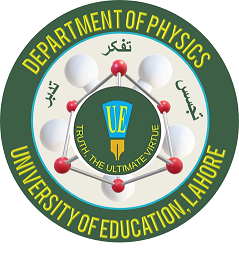 DEPARTMENT OF PHYSICS
تفکر
تدبر
تجسس
UE
TRUTH, THE ULTIMATE VIRTUE
UNIVERSITY OF EDUCATION, LAHORE